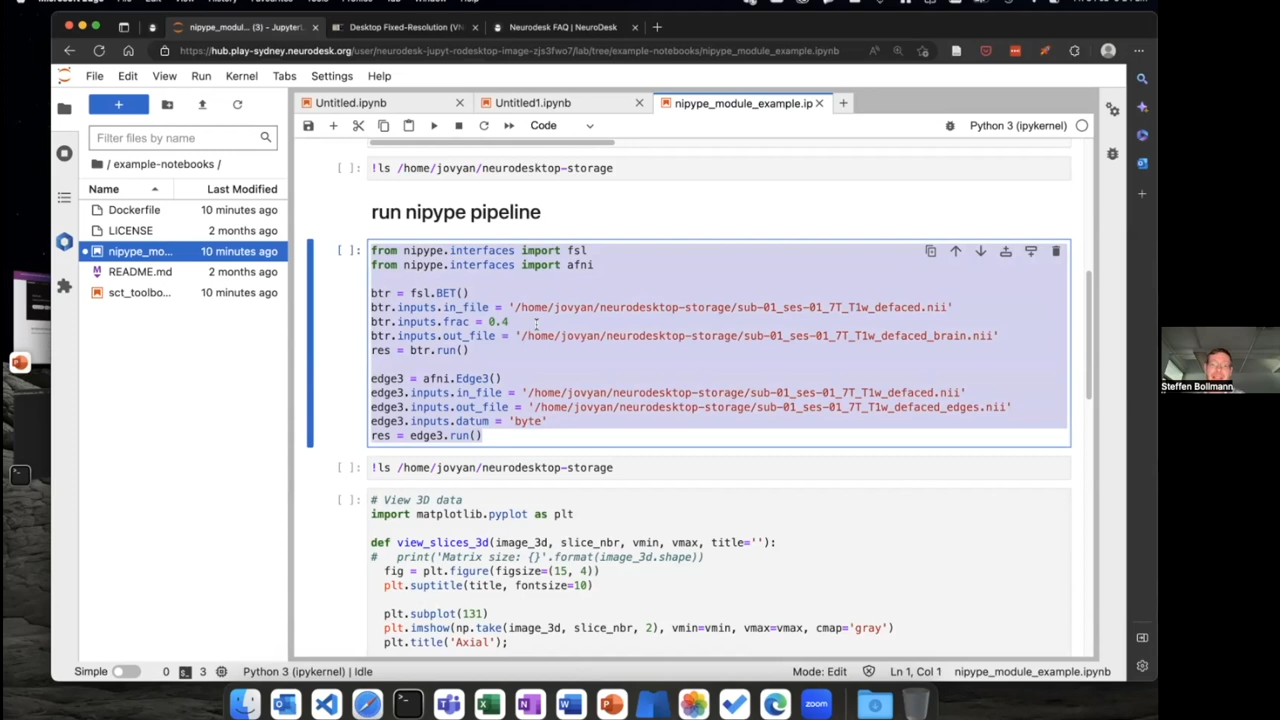 nipype_modul... (3) - JupyterL
Desktop Fixed-Resolution (VN
Neurodesk FAQ | NeuroDesk
https://hub.play-sydney.neurodesk.org/user/neurodesk-jupyt-rodesktop-image-zjs3fwo7/lab/tree/example-notebooks/nipype_module_example.ipynb
File Edit View Run Kernel Tabs Settings Help
Untitled.ipynb
Untitled1.ipynb
nipype_module_example.ip
Filter files by name
Code
Python 3 (ipykernel)
/ example-notebooks /
Name
Last Modified
Dockerfile 10 minutes ago
LICENSE 2 months ago
nipype_mo... 10 minutes ago
README.md 2 months ago
sct_toolbo... 10 minutes ago
[ ]: !ls /home/jovyan/neurodesktop-storage
run nipype pipeline
[ ]: from nipype.interfaces import fsl
from nipype.interfaces import afni
btr = fsl.BET()
btr.inputs.in_file = '/home/jovyan/neurodesktop-storage/sub-01_ses-01_7T_T1w_defaced.nii'
btr.inputs.frac = 0.4
btr.inputs.out_file = '/home/jovyan/neurodesktop-storage/sub-01_ses-01_7T_T1w_defaced_brain.nii'
res = btr.run()
edge3 = afni.Edge3()
edge3.inputs.in_file = '/home/jovyan/neurodesktop-storage/sub-01_ses-01_7T_T1w_defaced.nii'
edge3.inputs.out_file = '/home/jovyan/neurodesktop-storage/sub-01_ses-01_7T_T1w_defaced_edges.nii'
edge3.inputs.datum = 'byte'
res = edge3.run()
[ ]: !ls /home/jovyan/neurodesktop-storage
[ ]: # View 3D data
import matplotlib.pyplot as plt
def view_slices_3d(image_3d, slice_nbr, vmin, vmax, title=''):
# print('Matrix size: {}'.format(image_3d.shape))
fig = plt.figure(figsize=(15, 4))
plt.suptitle(title, fontsize=10)
plt.subplot(131)
plt.imshow(np.take(image_3d, slice_nbr, 2), vmin=vmin, vmax=vmax, cmap='gray')
plt.title('Axial');
Simple 0 3 Python 3 (ipykernel) | Idle
Mode: Edit
Ln 1, Col 1
nipype_module_example.ipynb
Steffen Bollmann
zoom